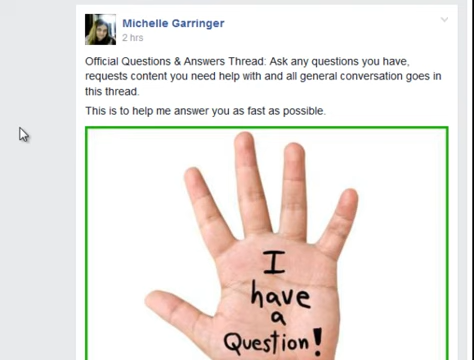 Michelle Garringer
2 hrs
Official Questions & Answers Thread: Ask any questions you have,
requests content you need help with and all general conversation goes in
this thread.
This is to help me answer you as fast as possible.
I
have
a
Question!